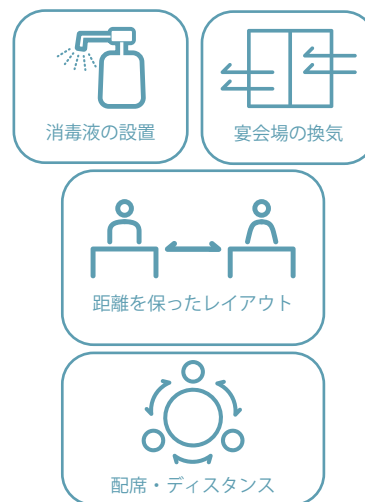 消毒液の設置
宴会場の換気
距離を保ったレイアウト
配席・ディスタンス